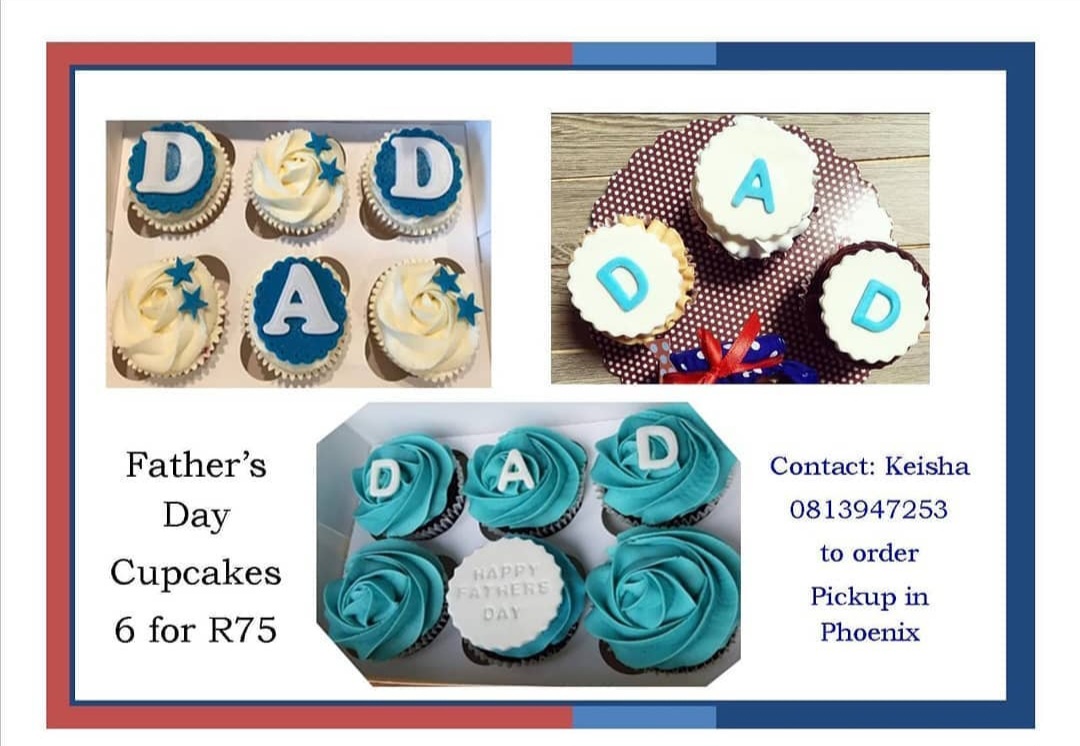 D D
A
A
D D
Father's
Day
Cupcakes
6 for R75
D A D
HAPPY
FATHERS
DAY
Contact: Keisha
0813947253
to order
Pickup in
Phoenix